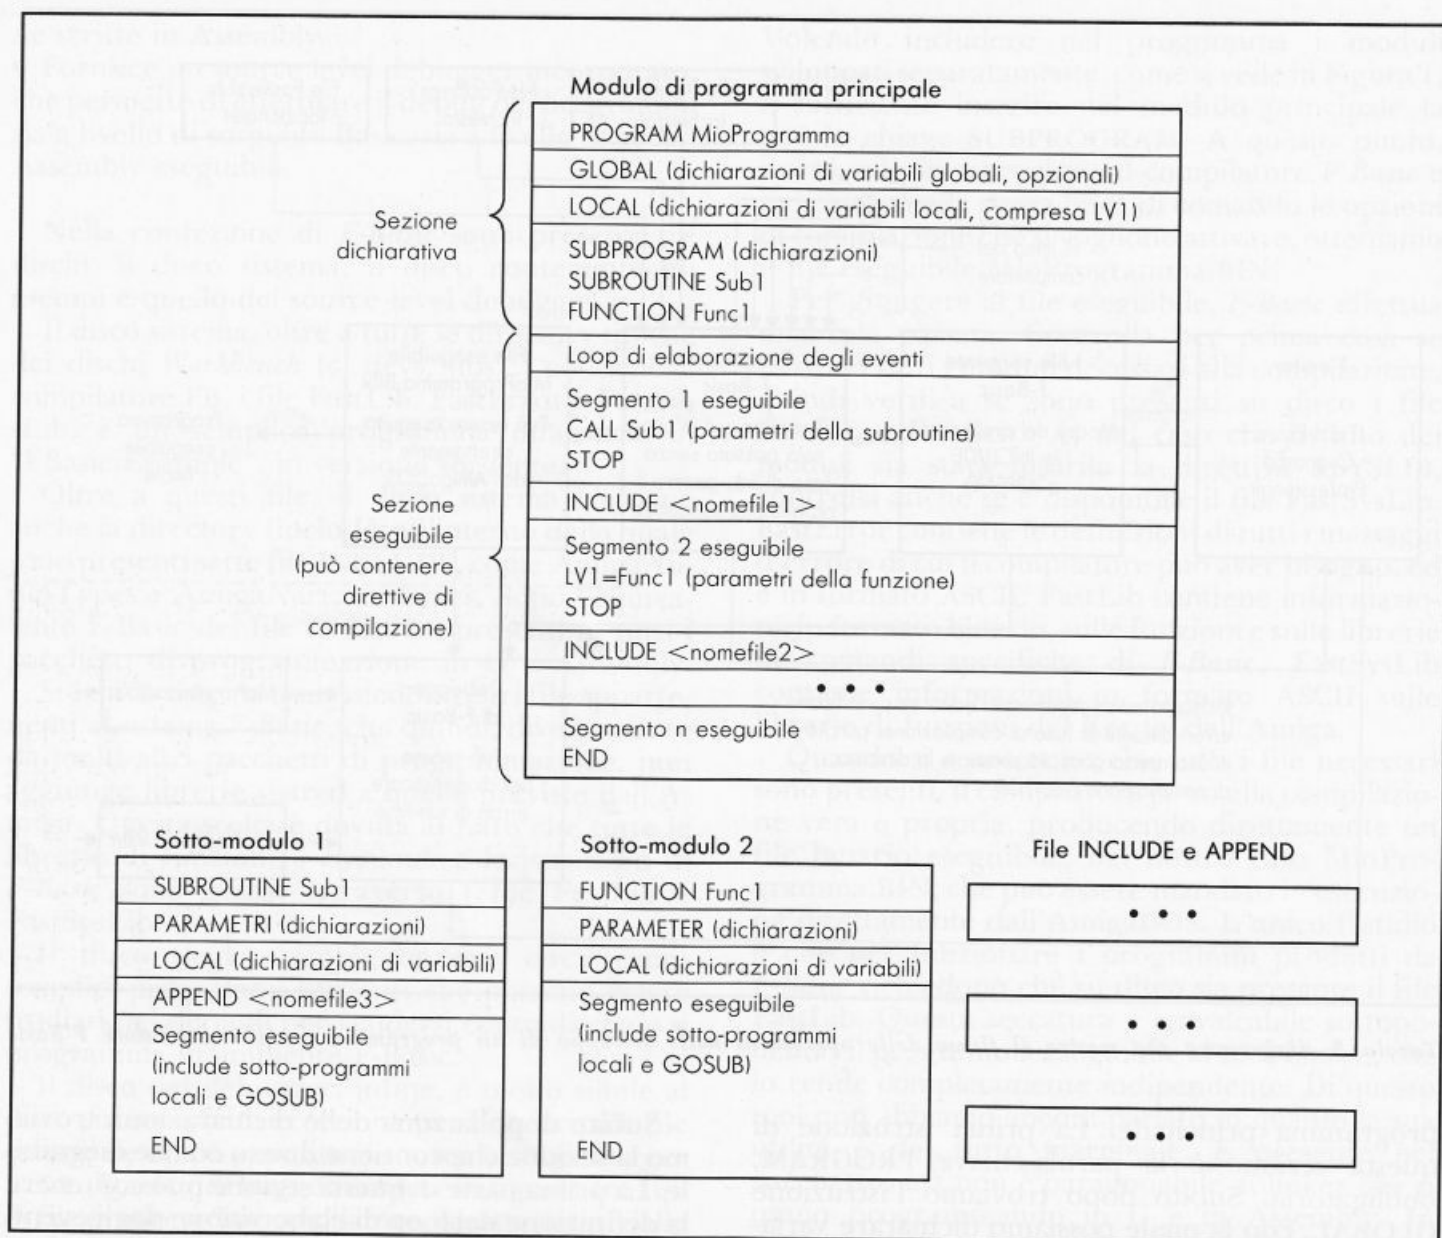 Modulo di programma principale
PROGRAM MioProgramma
GLOBAL (dichiarazioni di variabili globali, opzionali)
LOCAL (dichiarazioni di variabili locali, compresa LV1)
Sezione
dichiarativa
SUBPROGRAM (dichiarazioni)
SUBROUTINE Sub1
FUNCTION Func1
Loop di elaborazione degli eventi
Segmento 1 eseguibile
CALL Sub1 (parametri della subroutine)
STOP
Sezione
eseguibile
(può contenere
direttive di
compilazione)
INCLUDE <nomefile1>
Segmento 2 eseguibile
LV1=Func1 (parametri della funzione)
STOP
INCLUDE <nomefile2>
• • •
Segmento n eseguibile
END
Sotto-modulo 1
SUBROUTINE Sub1
PARAMETRI (dichiarazioni)
LOCAL (dichiarazioni di variabili)
APPEND <nomefile3>
Segmento eseguibile
(include sotto-programmi
locali e GOSUB)
END
Sotto-modulo 2
FUNCTION Func1
PARAMETER (dichiarazioni)
LOCAL (dichiarazioni di variabili)
Segmento eseguibile
(include sotto-programmi
locali e GOSUB)
END
File INCLUDE e APPEND
• • •
• • •
• • •